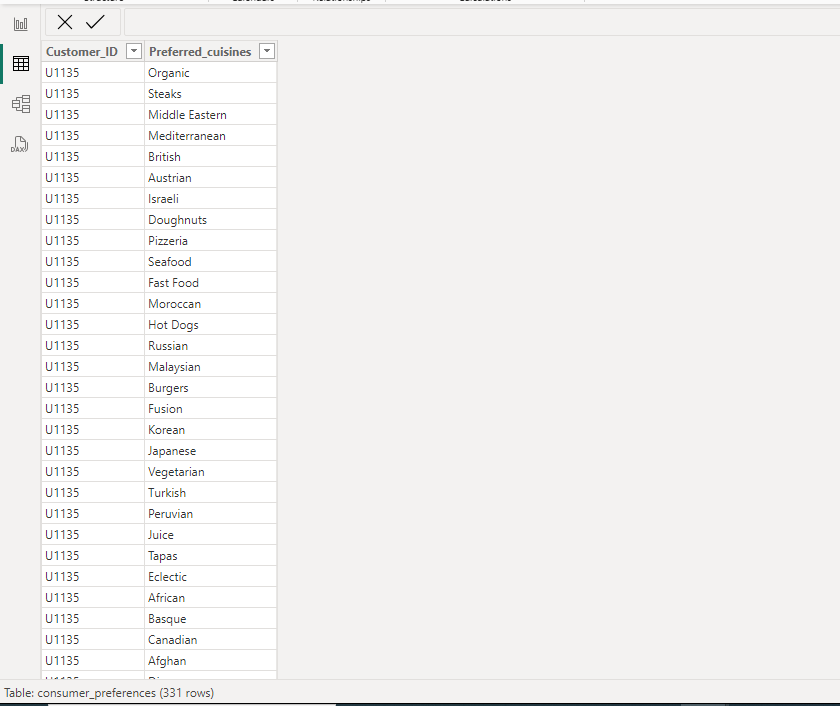 Customer_ID Preferred_cuisines
U1135 Organic
U1135 Steaks
U1135 Middle Eastern
U1135 Mediterranean
U1135 British
U1135 Austrian
U1135 Israeli
U1135 Doughnuts
U1135 Pizzeria
U1135 Seafood
U1135 Fast Food
U1135 Moroccan
U1135 Hot Dogs
U1135 Russian
U1135 Malaysian
U1135 Burgers
U1135 Fusion
U1135 Korean
U1135 Japanese
U1135 Vegetarian
U1135 Turkish
U1135 Peruvian
U1135 Juice
U1135 Tapas
U1135 Eclectic
U1135 African
U1135 Basque
U1135 Canadian
U1135 Afghan
Table: consumer_preferences (331 rows)
DAX